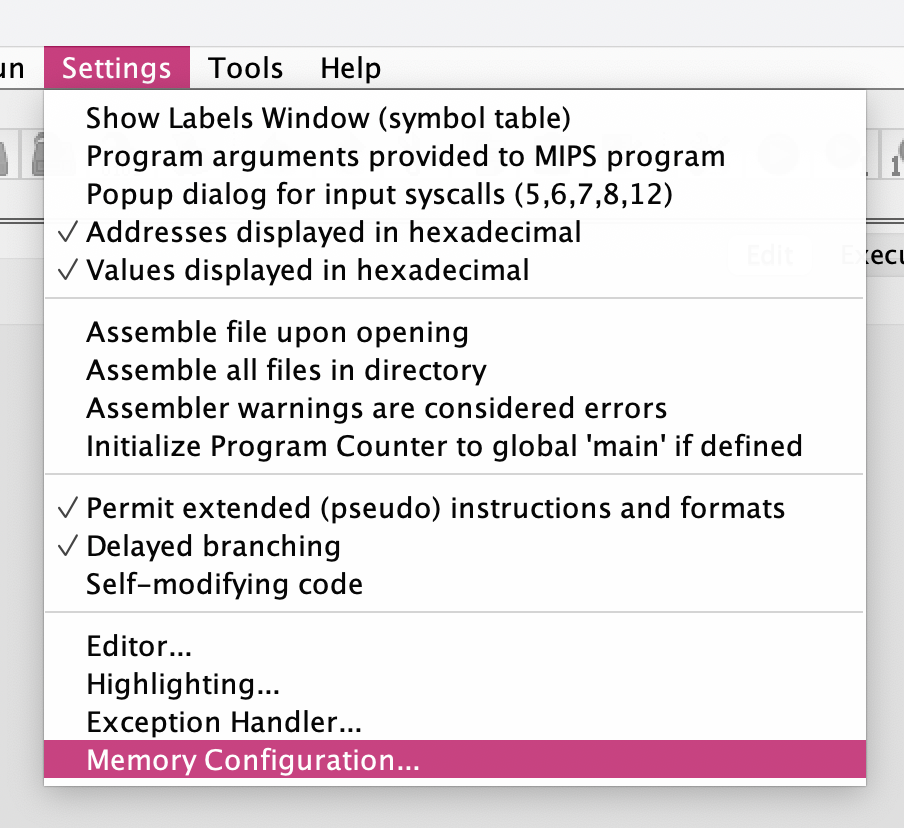 un Settings Tools Help
Show Labels Window (symbol table)
Program arguments provided to MIPS program
Popup dialog for input syscalls (5,6,7,8,12)
Addresses displayed in hexadecimal
Edit Execu
Values displayed in hexadecimal
Assemble file upon opening
Assemble all files in directory
Assembler warnings are considered errors
Initialize Program Counter to global 'main' if defined
Permit extended (pseudo) instructions and formats
Delayed branching
Self-modifying code
Editor...
Highlighting...
Exception Handler...
Memory Configuration...